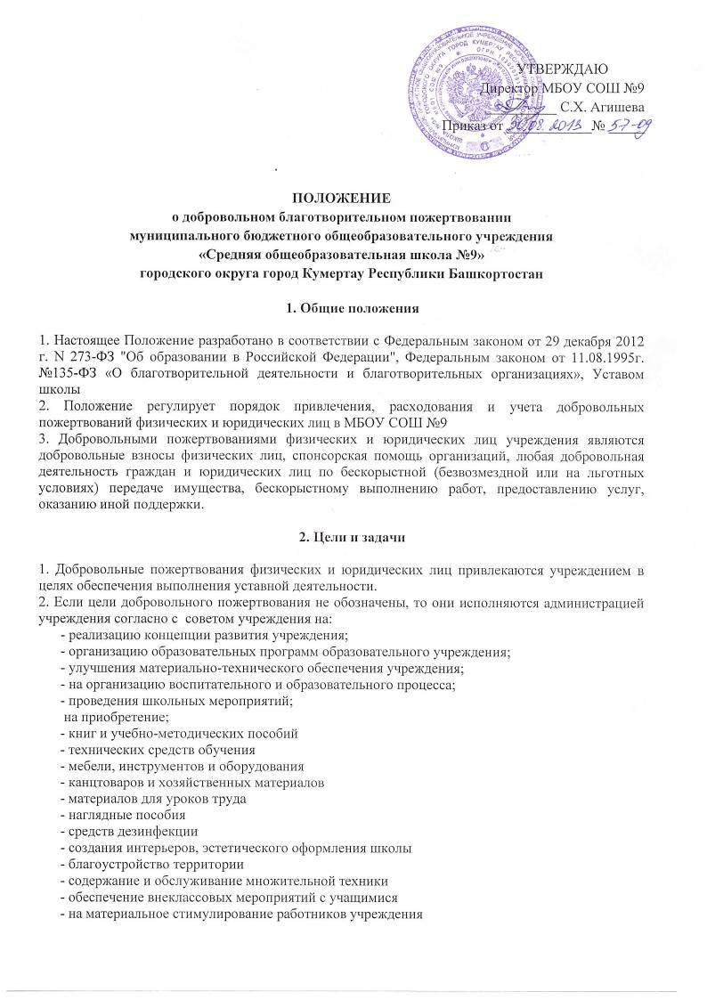 УТВЕРЖДАЮ
Директор МБОУ СОШ №9
__________ С.Х. Агишева
Приказ от 30.08.2013 № 57-09
ПОЛОЖЕНИЕ
о добровольном благотворительном пожертвовании
муниципального бюджетного общеобразовательного учреждения
«Средняя общеобразовательная школа №9»
городского округа город Кумертау Республики Башкортостан
1. Общие положения
1. Настоящее Положение разработано в соответствии с Федеральным законом от 29 декабря 2012
г. N 273-ФЗ "Об образовании в Российской Федерации", Федеральным законом от 11.08.1995г.
№135-ФЗ «О благотворительной деятельности и благотворительных организациях», Уставом
школы
2. Положение регулирует порядок привлечения, расходования и учета добровольных
пожертвований физических и юридических лиц в МБОУ СОШ №9
3. Добровольными пожертвованиями физических и юридических лиц учреждения являются
добровольные взносы физических лиц, спонсорская помощь организаций, любая добровольная
деятельность граждан и юридических лиц по бескорыстной (безвозмездной или на льготных
условиях) передаче имущества, бескорыстному выполнению работ, предоставлению услуг,
оказанию иной поддержки.
2. Цели и задачи
1. Добровольные пожертвования физических и юридических лиц привлекаются учреждением в
целях обеспечения выполнения уставной деятельности.
2. Если цели добровольного пожертвования не обозначены, то они исполняются администрацией
учреждения согласно с советом учреждения на:
- реализацию концепции развития учреждения;
- организацию образовательных программ образовательного учреждения;
- улучшения материально-технического обеспечения учреждения;
- на организацию воспитательного и образовательного процесса;
- проведения школьных мероприятий;
на приобретение;
- книг и учебно-методических пособий
- технических средств обучения
- мебели, инструментов и оборудования
- канцтоваров и хозяйственных материалов
- материалов для уроков труда
- наглядные пособия
- средств дезинфекции
- создания интерьеров, эстетического оформления школы
- благоустройство территории
- содержание и обслуживание множительной техники
- обеспечение внеклассовых мероприятий с учащимися
- на материальное стимулирование работников учреждения